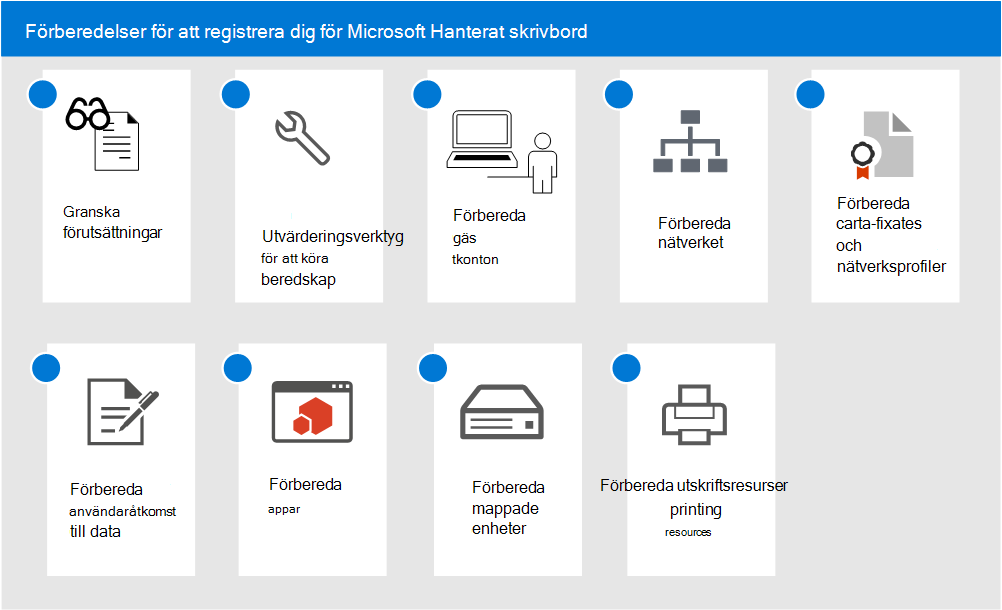 Förberedelser för att registrera dig för Microsoft Hanterat skrivbord
Granska
förutsättningar
Utvärderingsverktyg
för att köra
beredskap
Förbereda
gäs
tkonton
Förbereda
nätverket
Förbereda
carta-fixates
och
nätverksprofiler
Förbereda
användaråtkomst
till data
Förbereda
appar
Förbereda
mappade
enheter
Förbereda utskriftsresurser
printing
resources